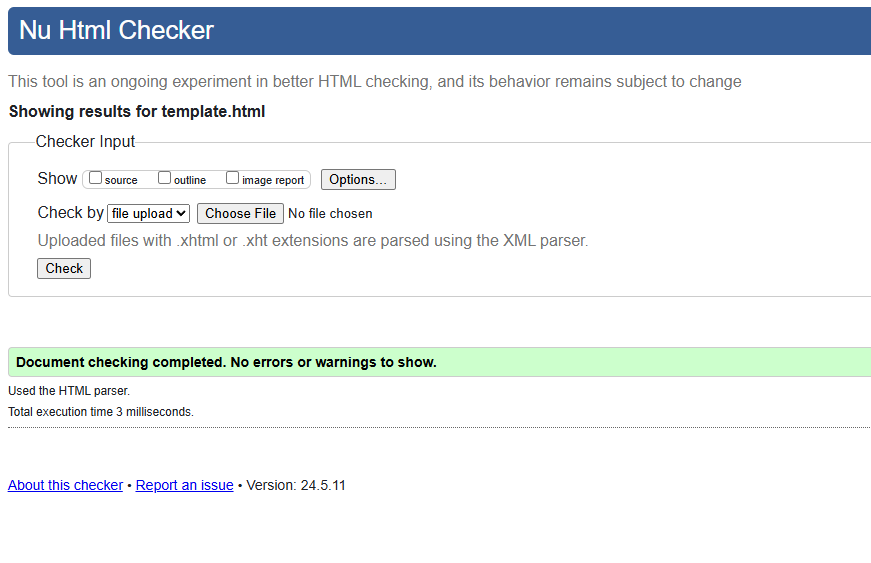 Nu Html Checker
This tool is an ongoing experiment in better HTML checking, and its behavior remains subject to change
Showing results for template.html
Checker Input
Show source outline image report Options...
Check by file upload Choose File No file chosen
Uploaded files with .xhtml or .xht extensions are parsed using the XML parser.
Check
Document checking completed. No errors or warnings to show.
Used the HTML parser.
Total execution time 3 milliseconds.
About this checker • Report an issue • Version: 24.5.11